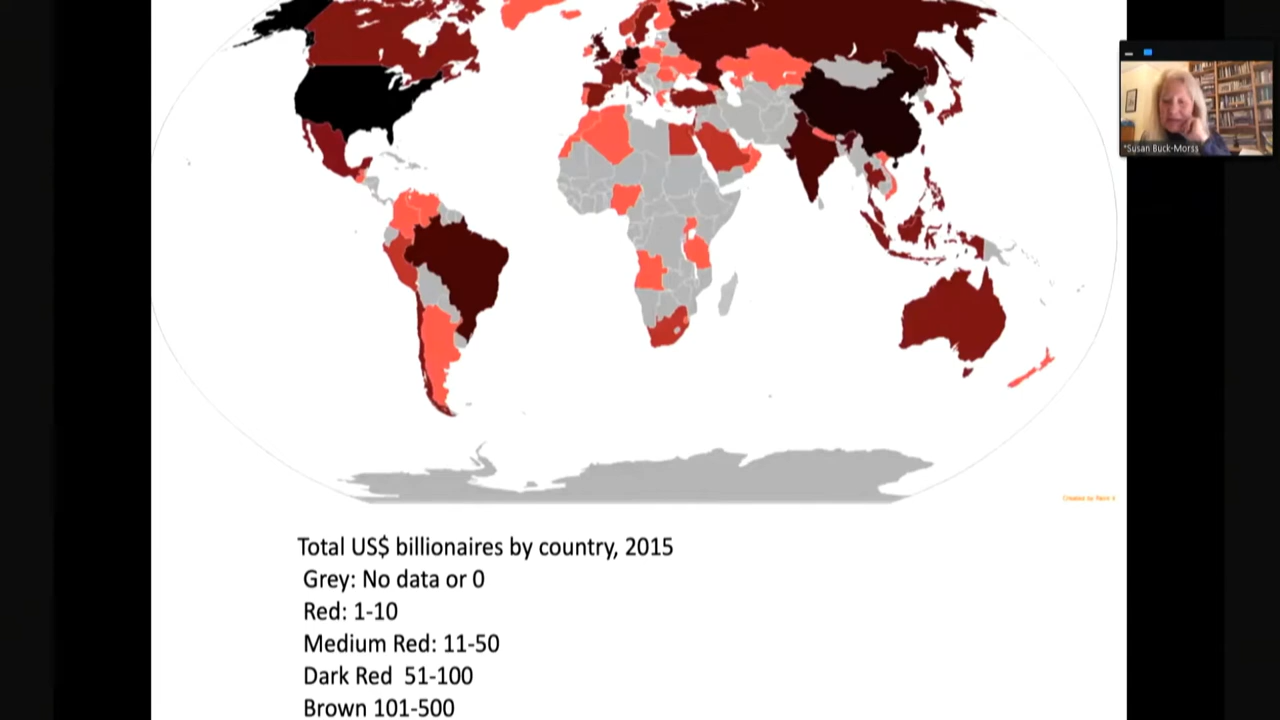 *Susan Buck-Morss
Total US$ billionaires by country, 2015
Grey: No data or 0
Red: 1-10
Medium Red: 11-50
Dark Red 51-100
Brown 101-500